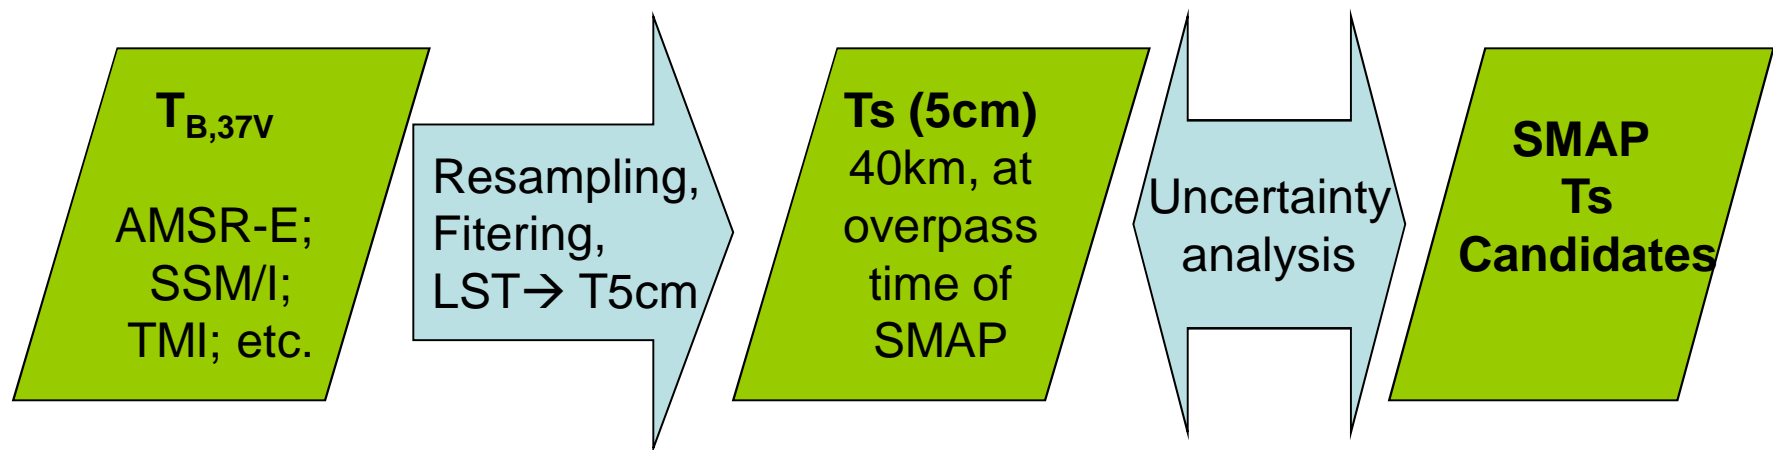 T_B,37V
AMSR-E;
SSM/I;
TMI; etc.
Resampling,
Fitering,
LST→ T5cm
Ts (5cm)
40km, at
overpass
time of
SMAP
Uncertainty
analysis
SMAP
Ts
Candidates